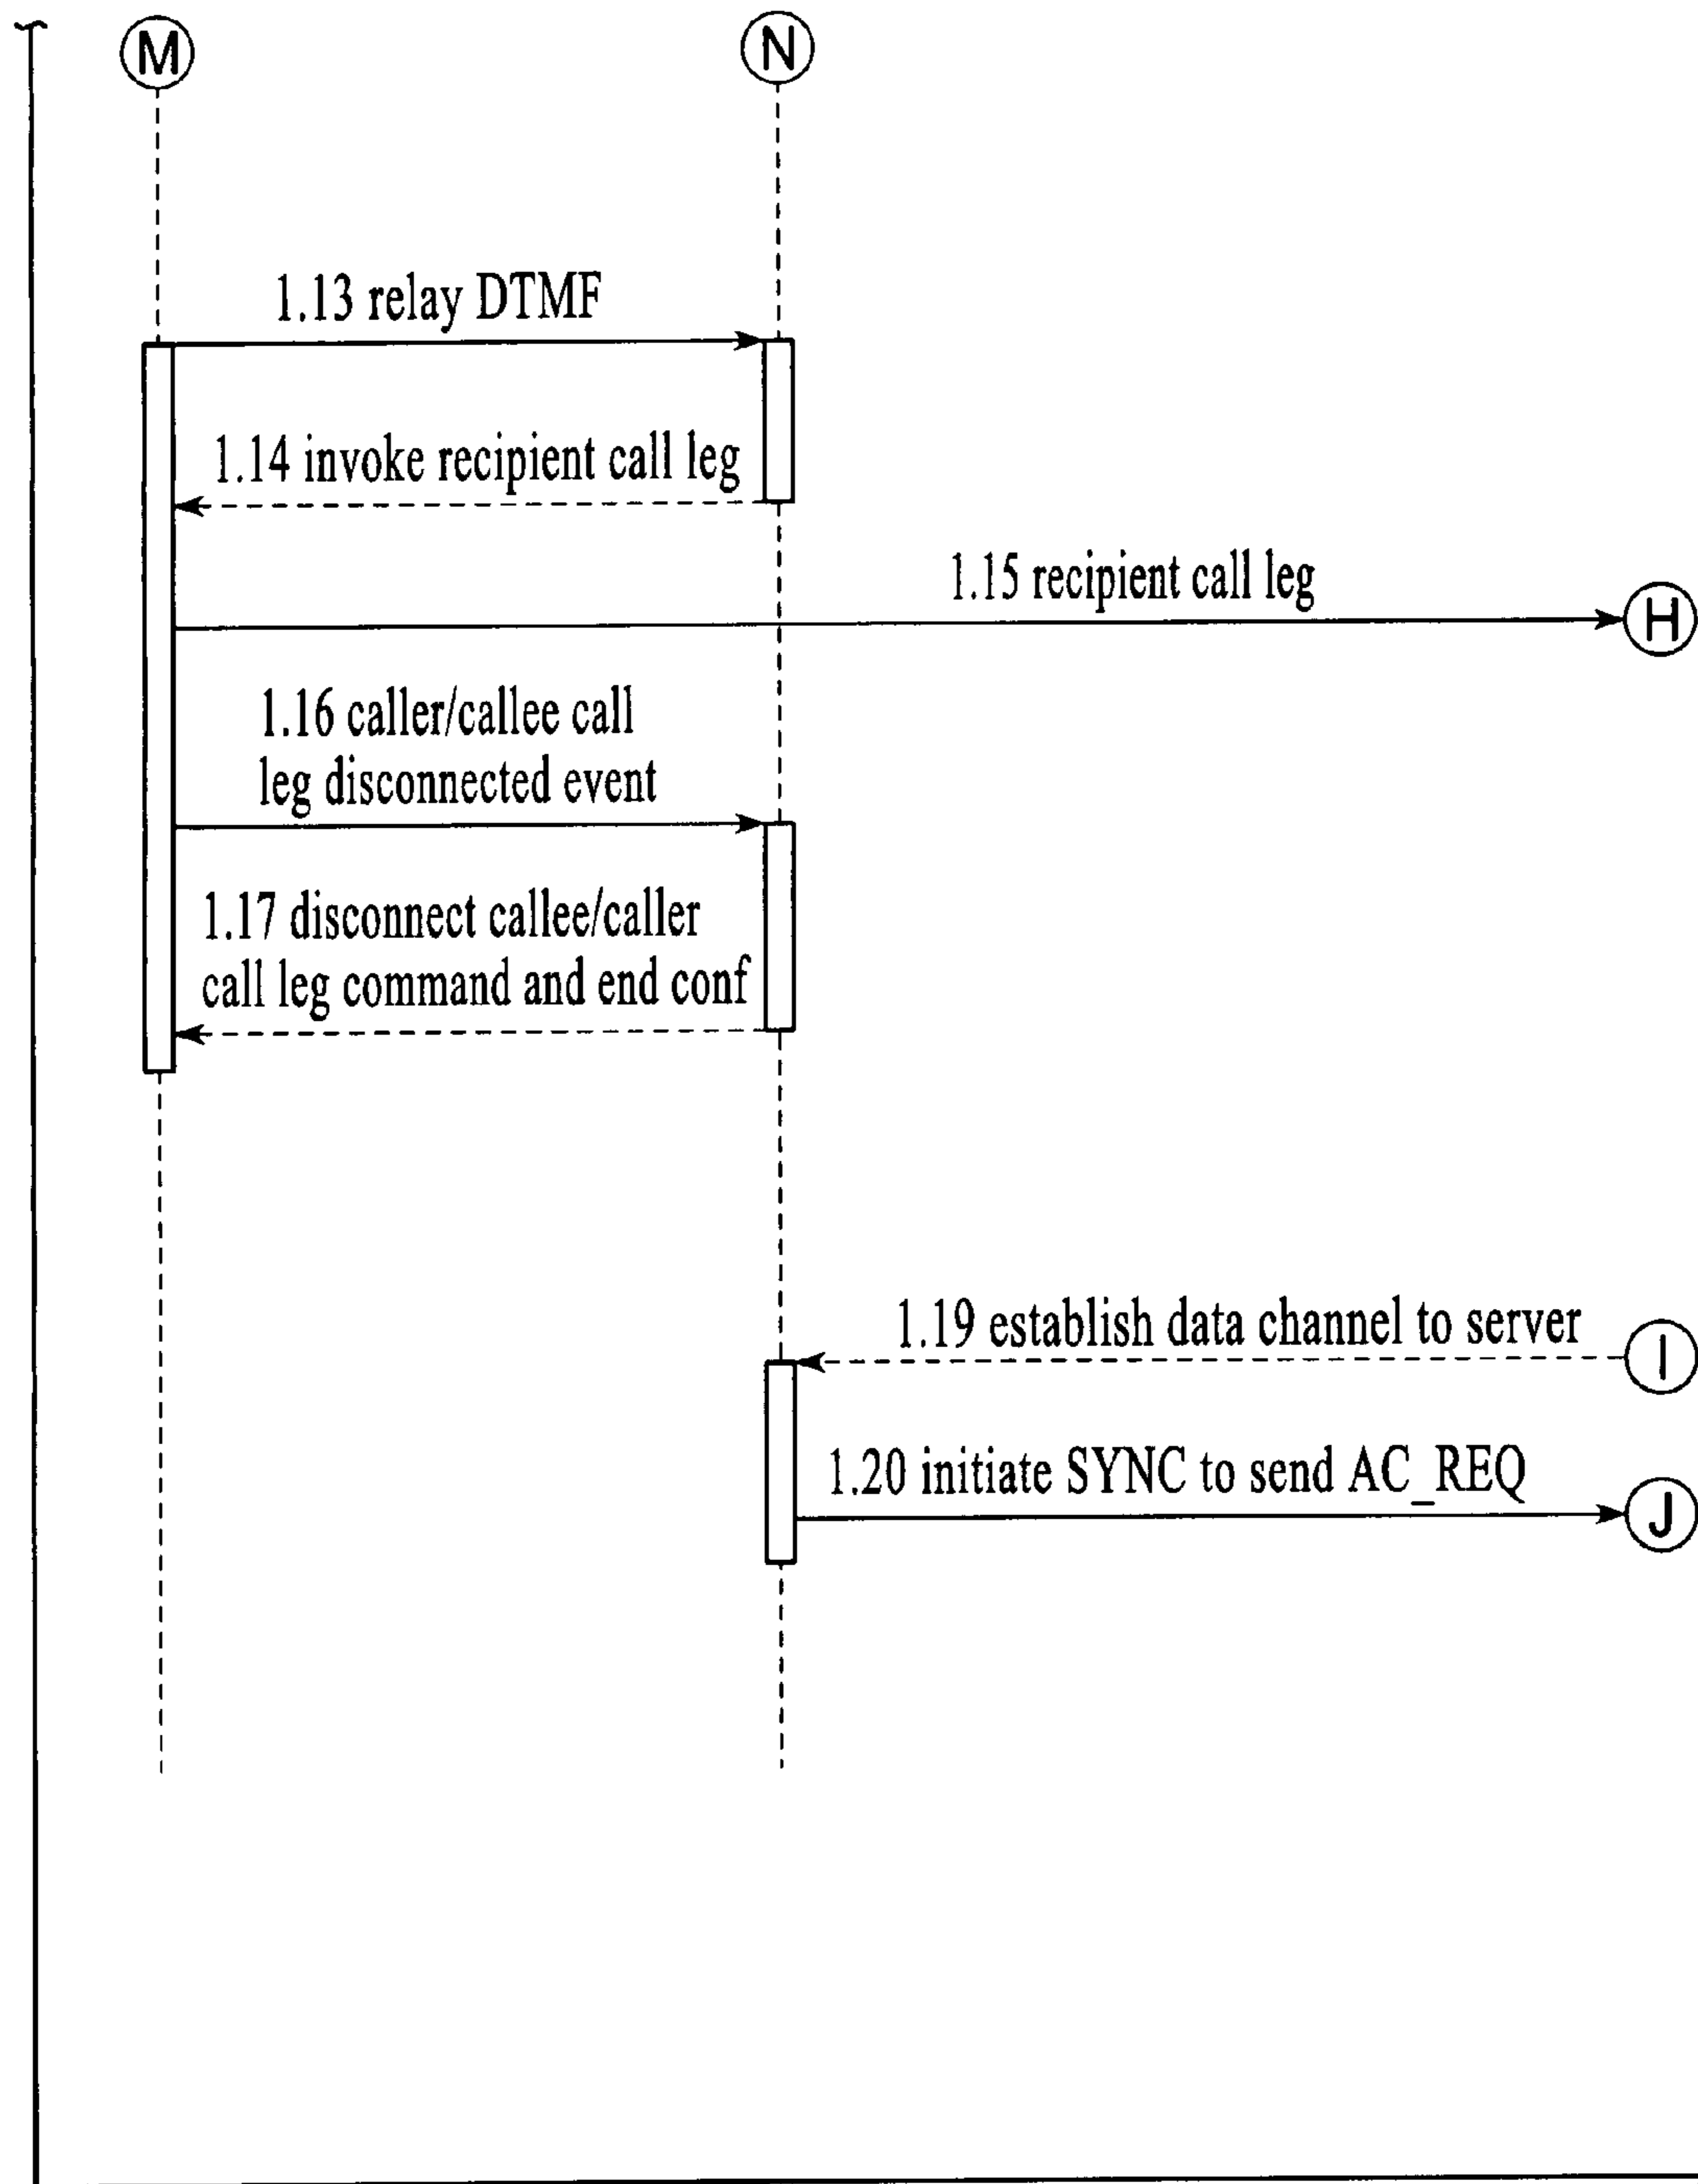 M
N
1.13 relay DTMF
1.14 invoke recipient call leg
1.15 recipient call leg
H
1.16 caller/callee call
leg disconnected event
1.17 disconnect callee/caller
call leg command and end conf
1.19 establish data channel to server
I
1.20 initiate SYNC to send AC_REQ
J